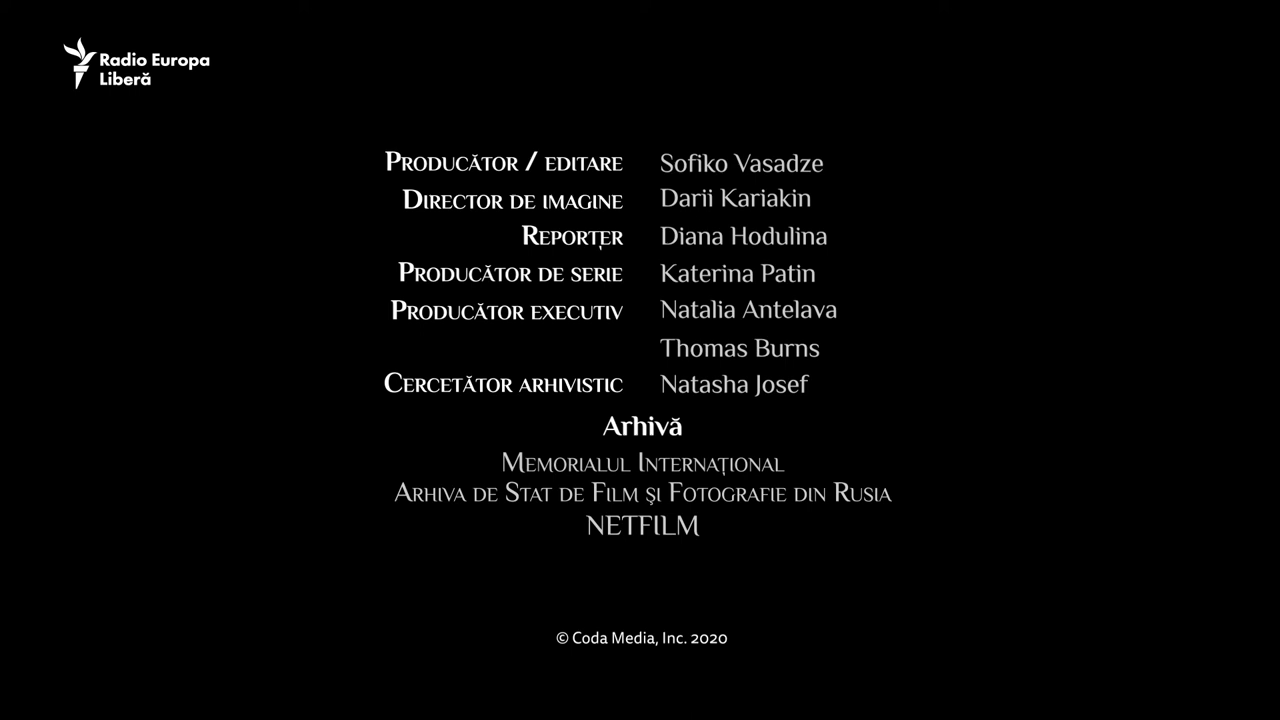 Radio Europa
Liberă
Producător / editare Sofiko Vasadze
Director de imagine Darii Kariakin
Reporțer Diana Hodulina
Producător de serie Katerina Patin
Producător executiv Natalia Antelava
Thomas Burns
Cercetător arhivistic Natasha Josef
Arhivă
Memorialul Internațional
Arhiva de Stat de Film şi Fotografie din Rusia
NETFILM
© Coda Media, Inc. 2020